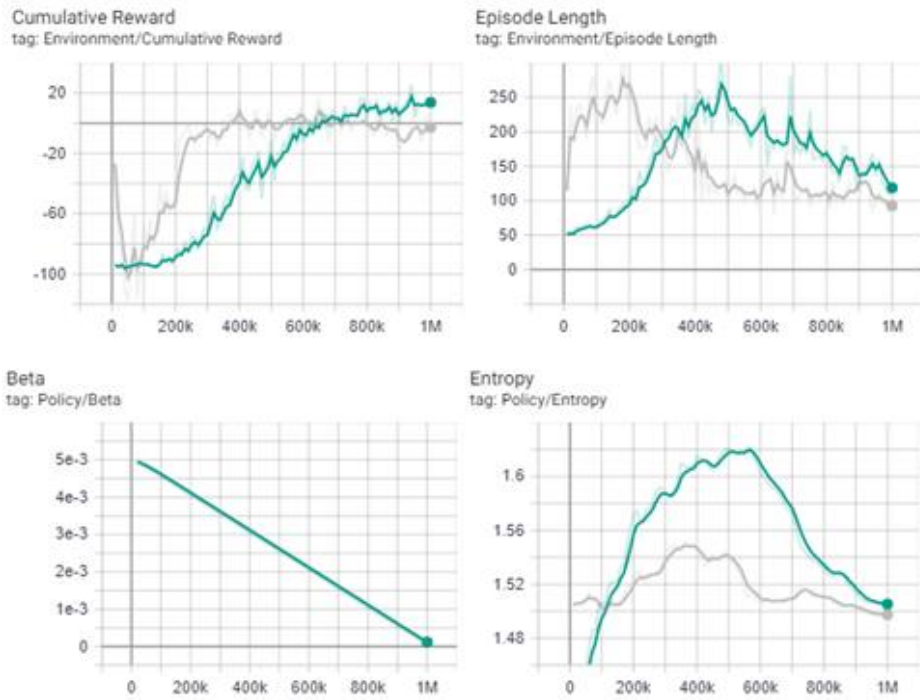 Cumulative Reward
tag: Environment/Cumulative Reward
20
-20
-60
-100
0 200k 400k 600k 800k 1M
Episode Length
tag: Environment/Episode Length
250
200
150
100
50
0
0 200k 400k 600k 800k 1M
Beta
tag: Policy/Beta
5e-3
4e-3
3e-3
2e-3
1e-3
0
0 200k 400k 600k 800k 1M
Entropy
tag: Policy/Entropy
1.6
1.56
1.52
1.48
0 200k 400k 600k 800k 1M